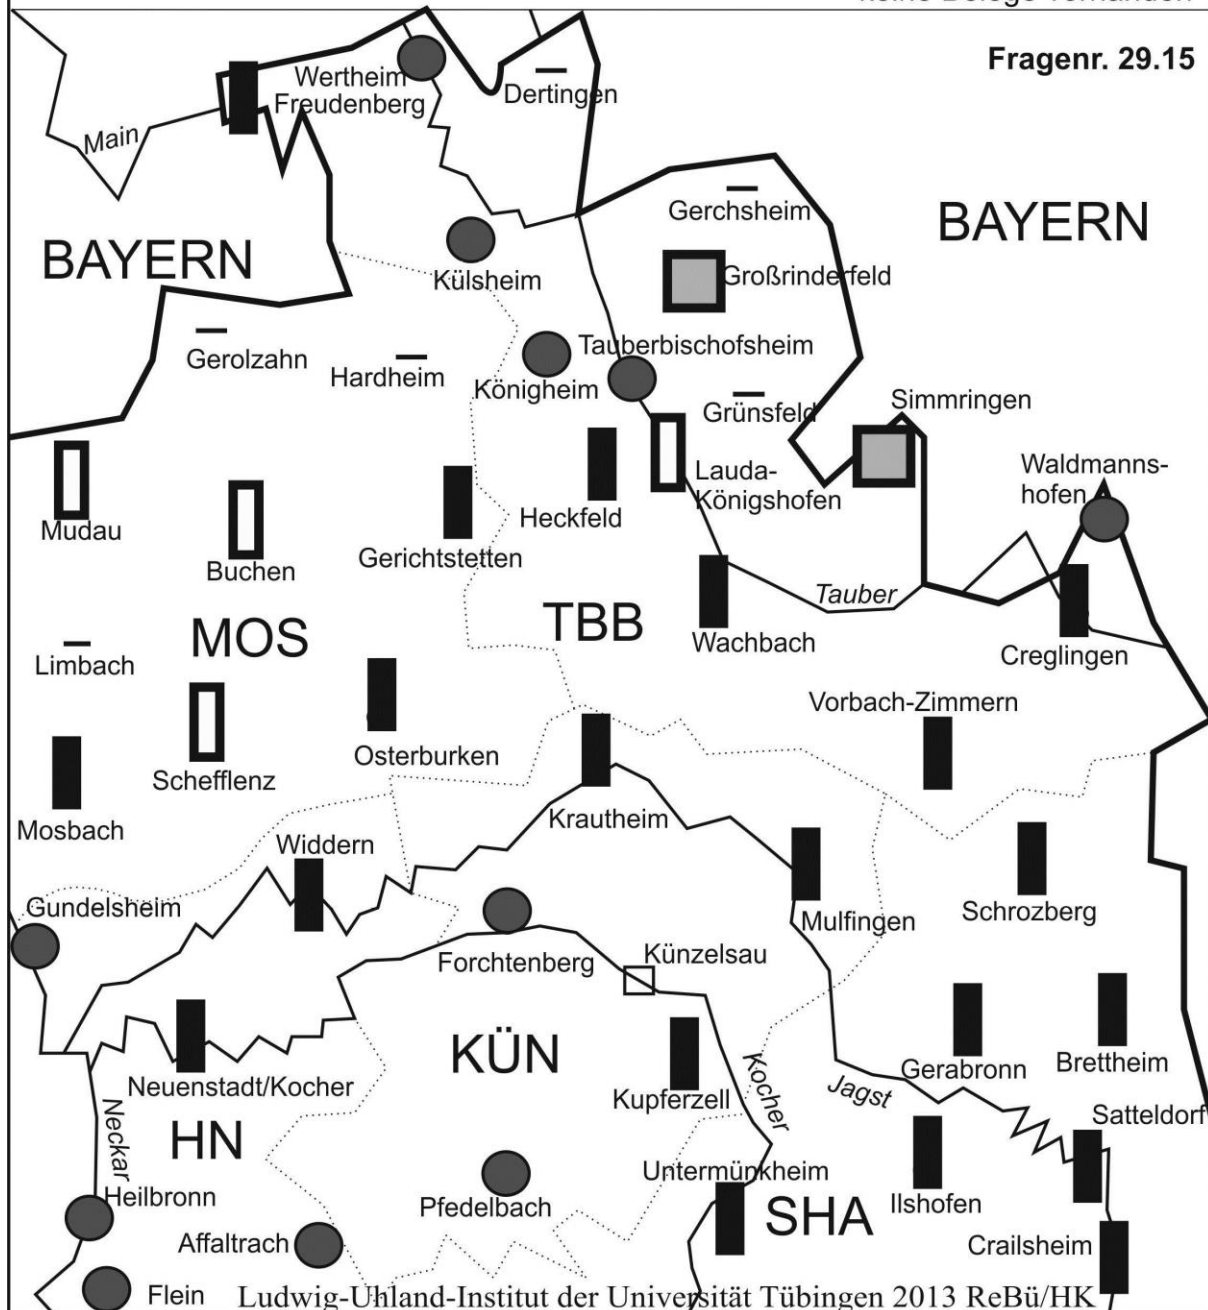 keine Belege vorhanden
Fragenr. 29.15
Wertheim
Freudenberg
Dertingen
Main
Gerchsheim
BAYERN
BAYERN
Külsheim
Großrinderfeld
Gerolzahn
Hardheim
Königheim
Tauberbischofsheim
Grünsfeld
Simmringen
Mudau
Buchen
Gerichtstetten
Heckfeld
Lauda-
Königshofen
Waldmanns-
hofen
MOS
TBB
Tauber
Wachbach
Creglingen
Limbach
Schefflenz
Osterburken
Vorbach-Zimmern
Mosbach
Widdern
Krautheim
Gundelsheim
Mulfingen
Schrozberg
Forchtenberg
Künzelsau
Neuenstadt/Kocher
KÜN
Kupferzell
Kocher
Jagst
Gerabronn
Brettheim
Neckar
HN
Satteldorf
Heilbronn
Pfedelbach
Untermünkheim
SHA
Ilshofen
Affaltrach
Crailsheim
Flein
Ludwig-Uhland-Institut der Universität Tübingen 2013 ReBü/HK